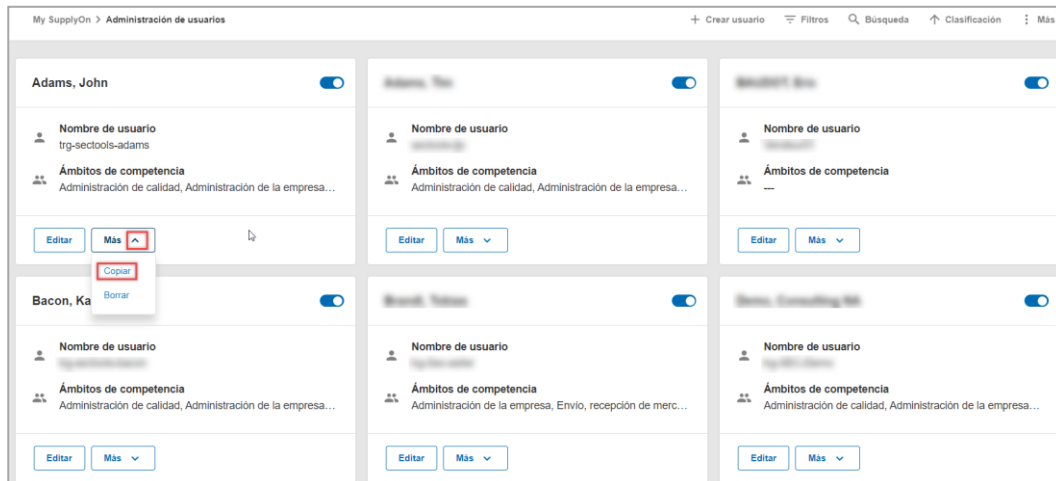 My SupplyOn > Administración de usuarios
+ Crear usuario Filtros Búsqueda Clasificación Más
Adams, John
Nombre de usuario
trg-sectools-adams
Ámbitos de competencia
Administración de calidad, Administración de la empresa...
Editar Más
Copiar
Borrar
Nombre de usuario
Ámbitos de competencia
Administración de calidad, Administración de la empresa...
Editar Más
Nombre de usuario
Ámbitos de competencia
---
Editar Más
Bacon, Ka
Nombre de usuario
Ámbitos de competencia
Administración de calidad, Administración de la empresa...
Editar Más
Nombre de usuario
Ámbitos de competencia
Administración de la empresa, Envío, recepción de merc...
Editar Más
Nombre de usuario
Ámbitos de competencia
Administración de calidad, Administración de la empresa...
Editar Más